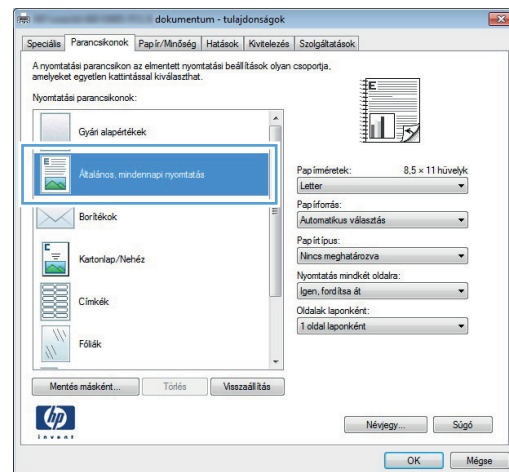 dokumentum - tulajdonságok
Speciális Parancsikonok Papír/Minőség Hatások Kivitelezés Szolgáltatások
A nyomtatási parancsikon az elmentett nyomtatási beállítások olyan csoportja,
amelyeket egyetlen kattintással kiválaszthat.
Nyomtatási parancsikonok:
Gyári alapértékek
Általános, mindennapi nyomtatás
Borítékok
Kartonlap/Nehéz
Címkék
Fóliák
Mentés másként... Törlés Visszaállítás
E
Papírméretek: 8,5 × 11 hüvelyk
Letter
Papírforrás:
Automatikus választás
Papírtípus:
Nincs meghatározva
Nyomtatás mindkét oldalra:
Igen, fordítsa át
Oldalak laponként:
1 oldal laponként
hp
invent
Névjegy... Súgó
OK Mégse